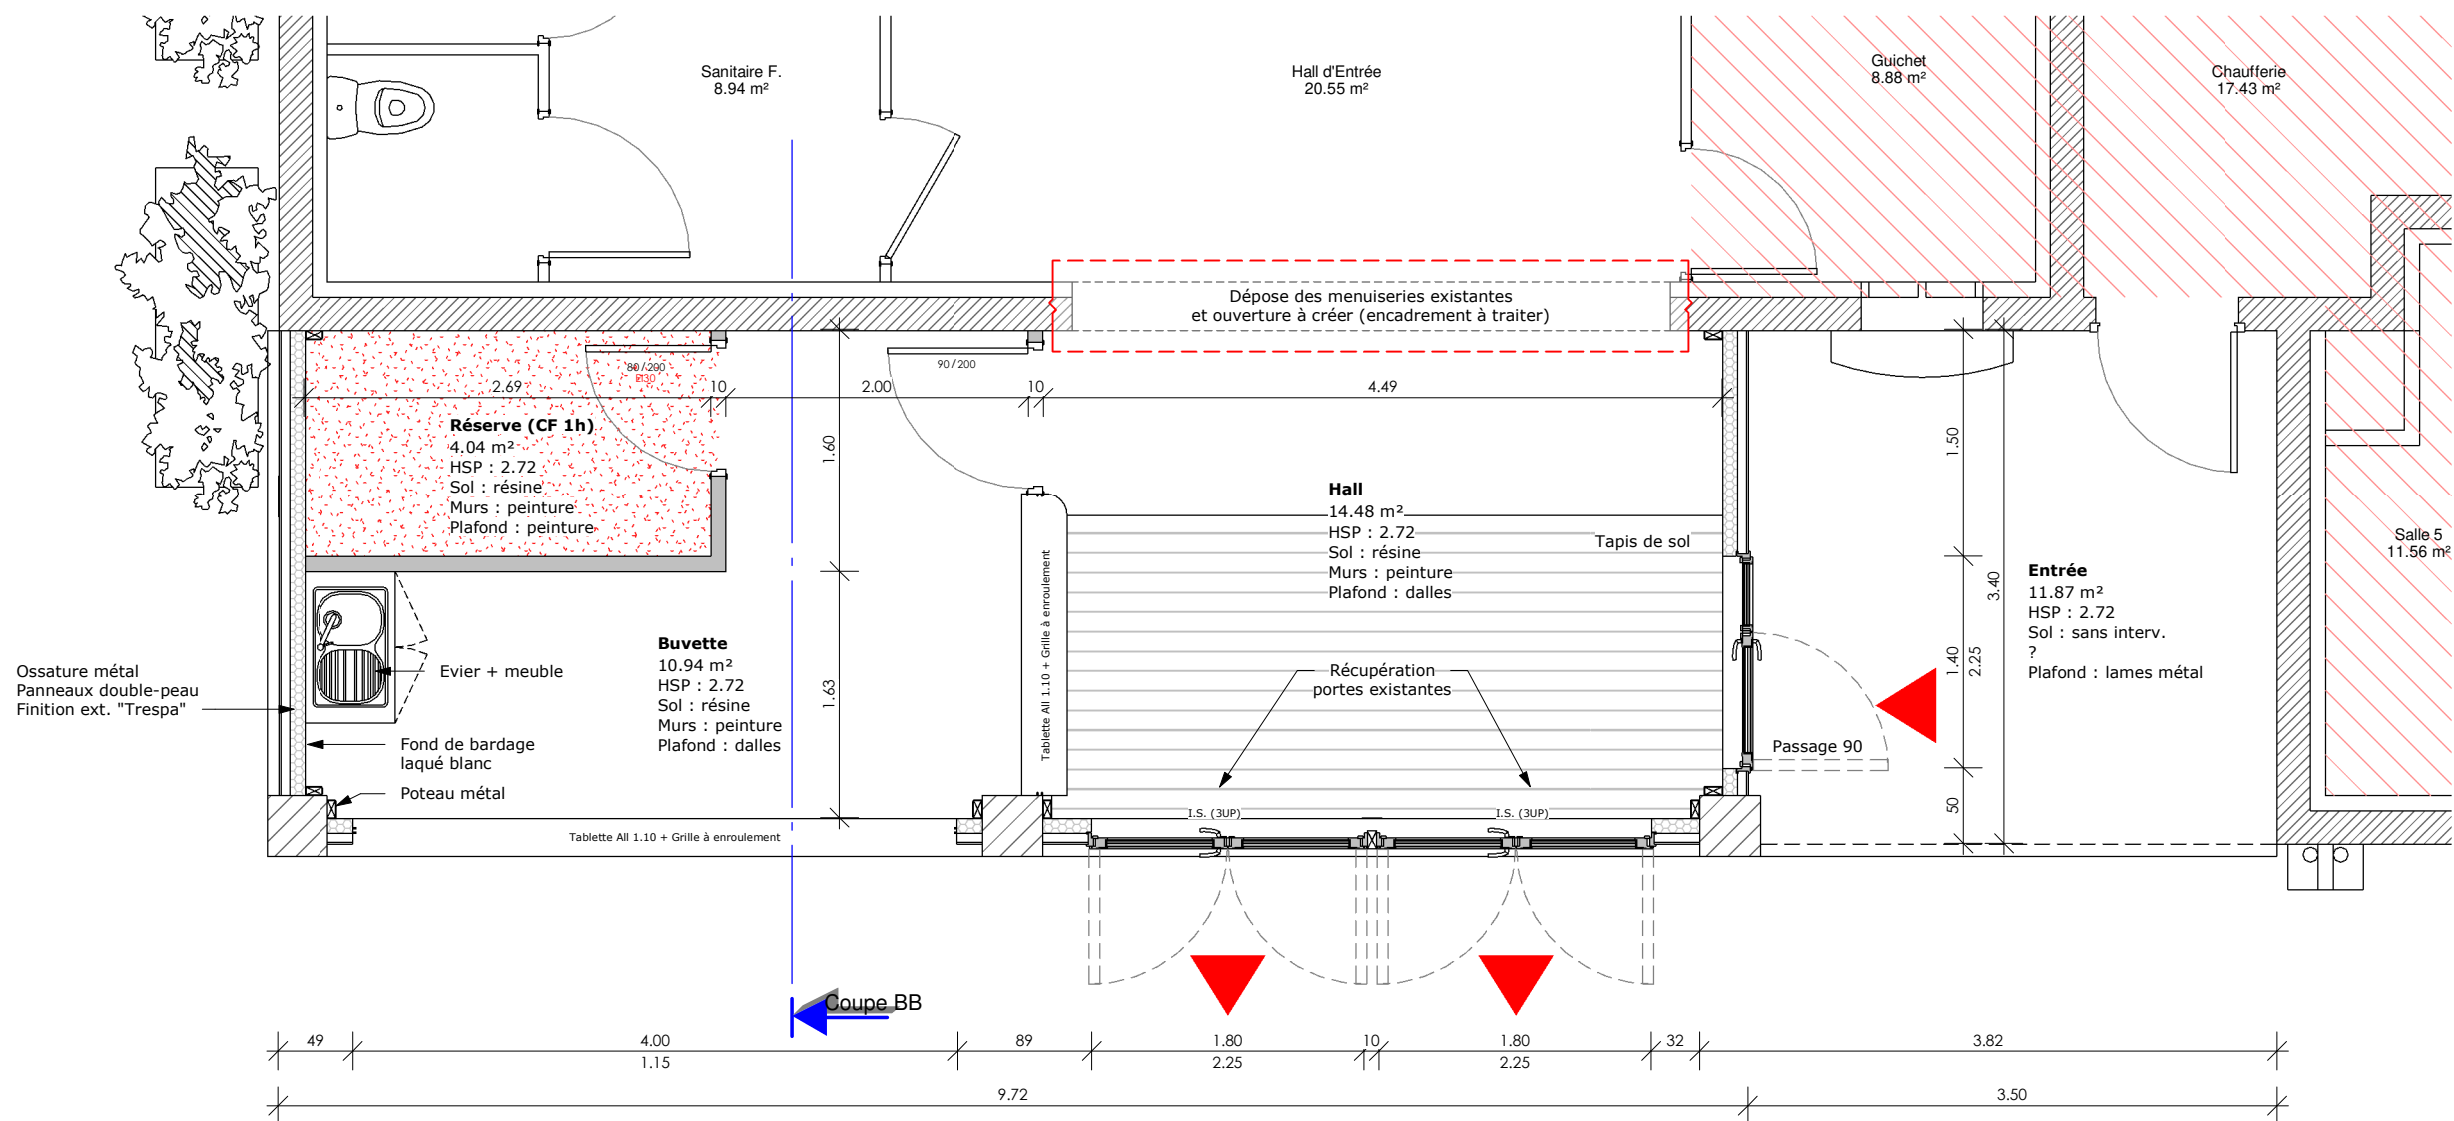 Sanitaire F.
8.94 m²
Hall d'Entrée
20.55 m²
Guichet
8.88 m²
Chaufferie
17.43 m²
Dépose des menuiseries existantes
et ouverture à créer (encadrement à traiter)
80/200
EI30
90/200
2.69
10
2.00
10
4.49
Réserve (CF 1h)
4.04 m²
HSP : 2.72
Sol : résine
Murs : peinture
Plafond : peinture
1.60
1.50
Hall
14.48 m²
HSP : 2.72
Sol : résine
Murs : peinture
Plafond : dalles
Tapis de sol
Salle 5
11.56 m²
Entrée
11.87 m²
HSP : 2.72
Sol : sans interv.
?
Plafond : lames métal
3.40
1.40
2.25
50
1.63
Tablette All 1.10 + Grille à enroulement
Buvette
10.94 m²
HSP : 2.72
Sol : résine
Murs : peinture
Plafond : dalles
Evier + meuble
Récupération
portes existantes
Ossature métal
Panneaux double-peau
Finition ext. "Trespa"
Fond de bardage
laqué blanc
Poteau métal
Passage 90
I.S. (3UP)
I.S. (3UP)
Tablette All 1.10 + Grille à enroulement
Coupe BB
49
4.00
1.15
89
1.80
2.25
10
1.80
2.25
32
3.82
9.72
3.50